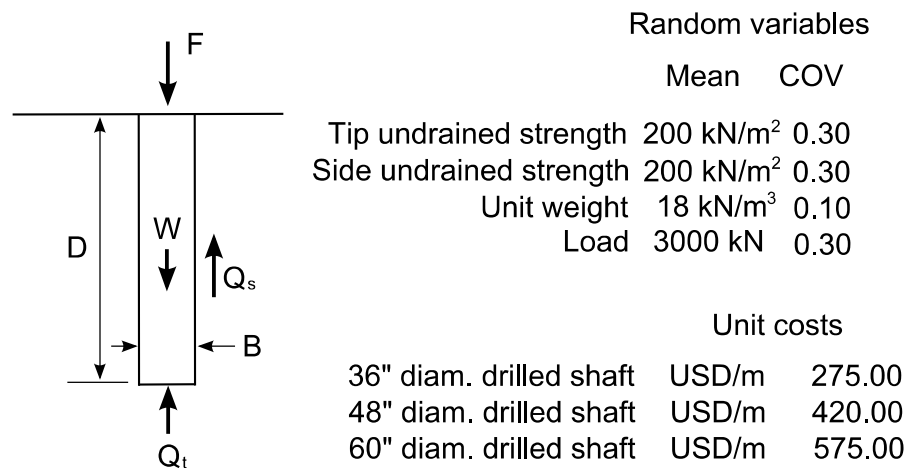 F
W
D
Qs
B
Qt
Random variables
Mean COV
Tip undrained strength 200 kN/m² 0.30
Side undrained strength 200 kN/m² 0.30
Unit weight 18 kN/m³ 0.10
Load 3000 kN 0.30
Unit costs
36" diam. drilled shaft USD/m 275.00
48" diam. drilled shaft USD/m 420.00
60" diam. drilled shaft USD/m 575.00